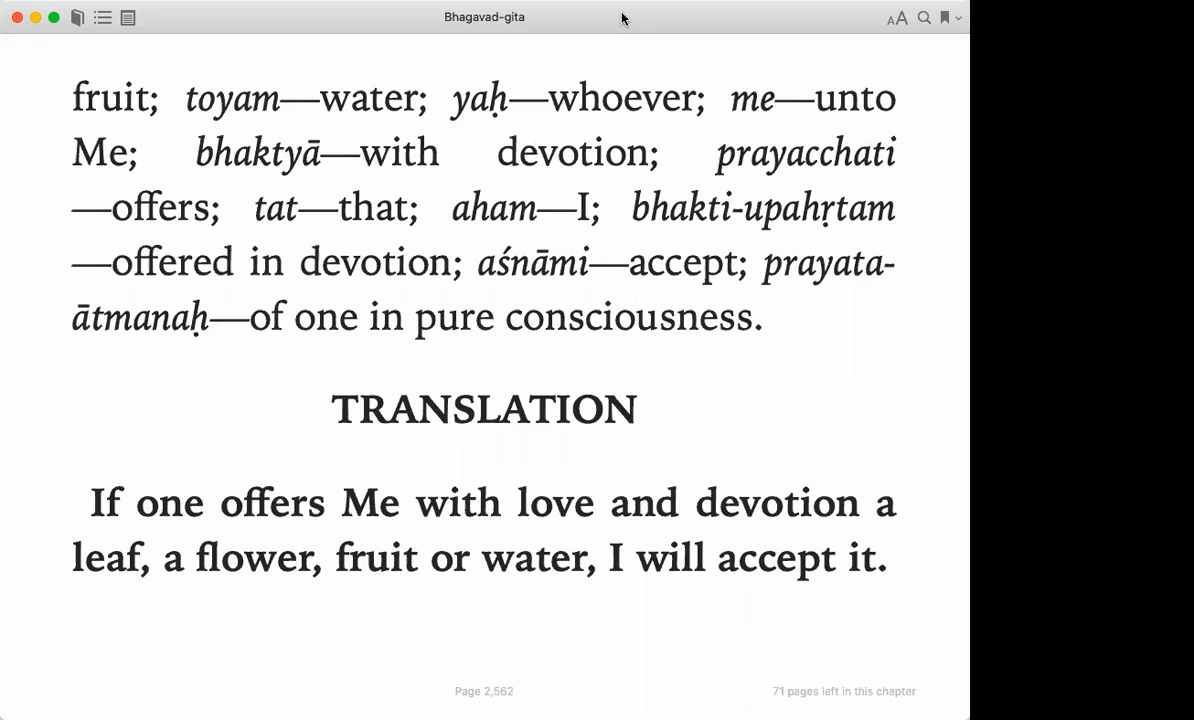 Bhagavad-gita
AA
fruit; toyam—water; yaḥ—whoever; me—unto
Me; bhaktyā—with devotion; prayacchati
—offers; tat—that; aham—I; bhakti-upahṛtam
—offered in devotion; aśnāmi—accept; prayata-
ātmanaḥ—of one in pure consciousness.
TRANSLATION
If one offers Me with love and devotion a
leaf, a flower, fruit or water, I will accept it.
Page 2,562
71 pages left in this chapter